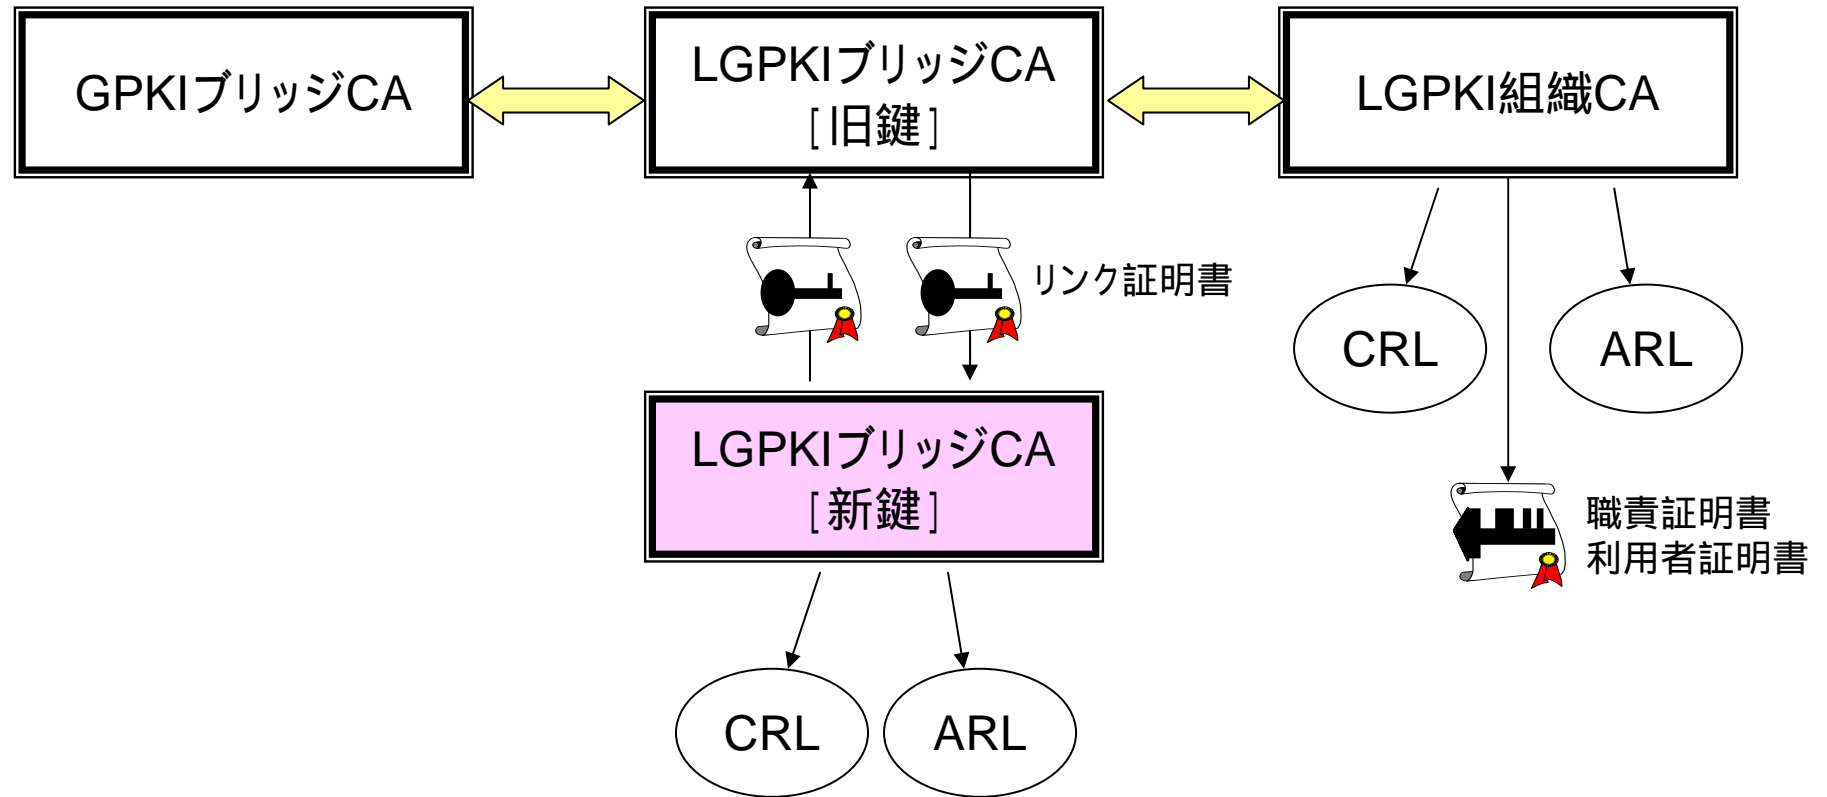 GPKIブリッジCA
LGPKIブリッジCA
[旧鍵]
LGPKI組織CA
リンク証明書
CRL
ARL
LGPKIブリッジCA
[新鍵]
職責証明書
利用者証明書
CRL
ARL